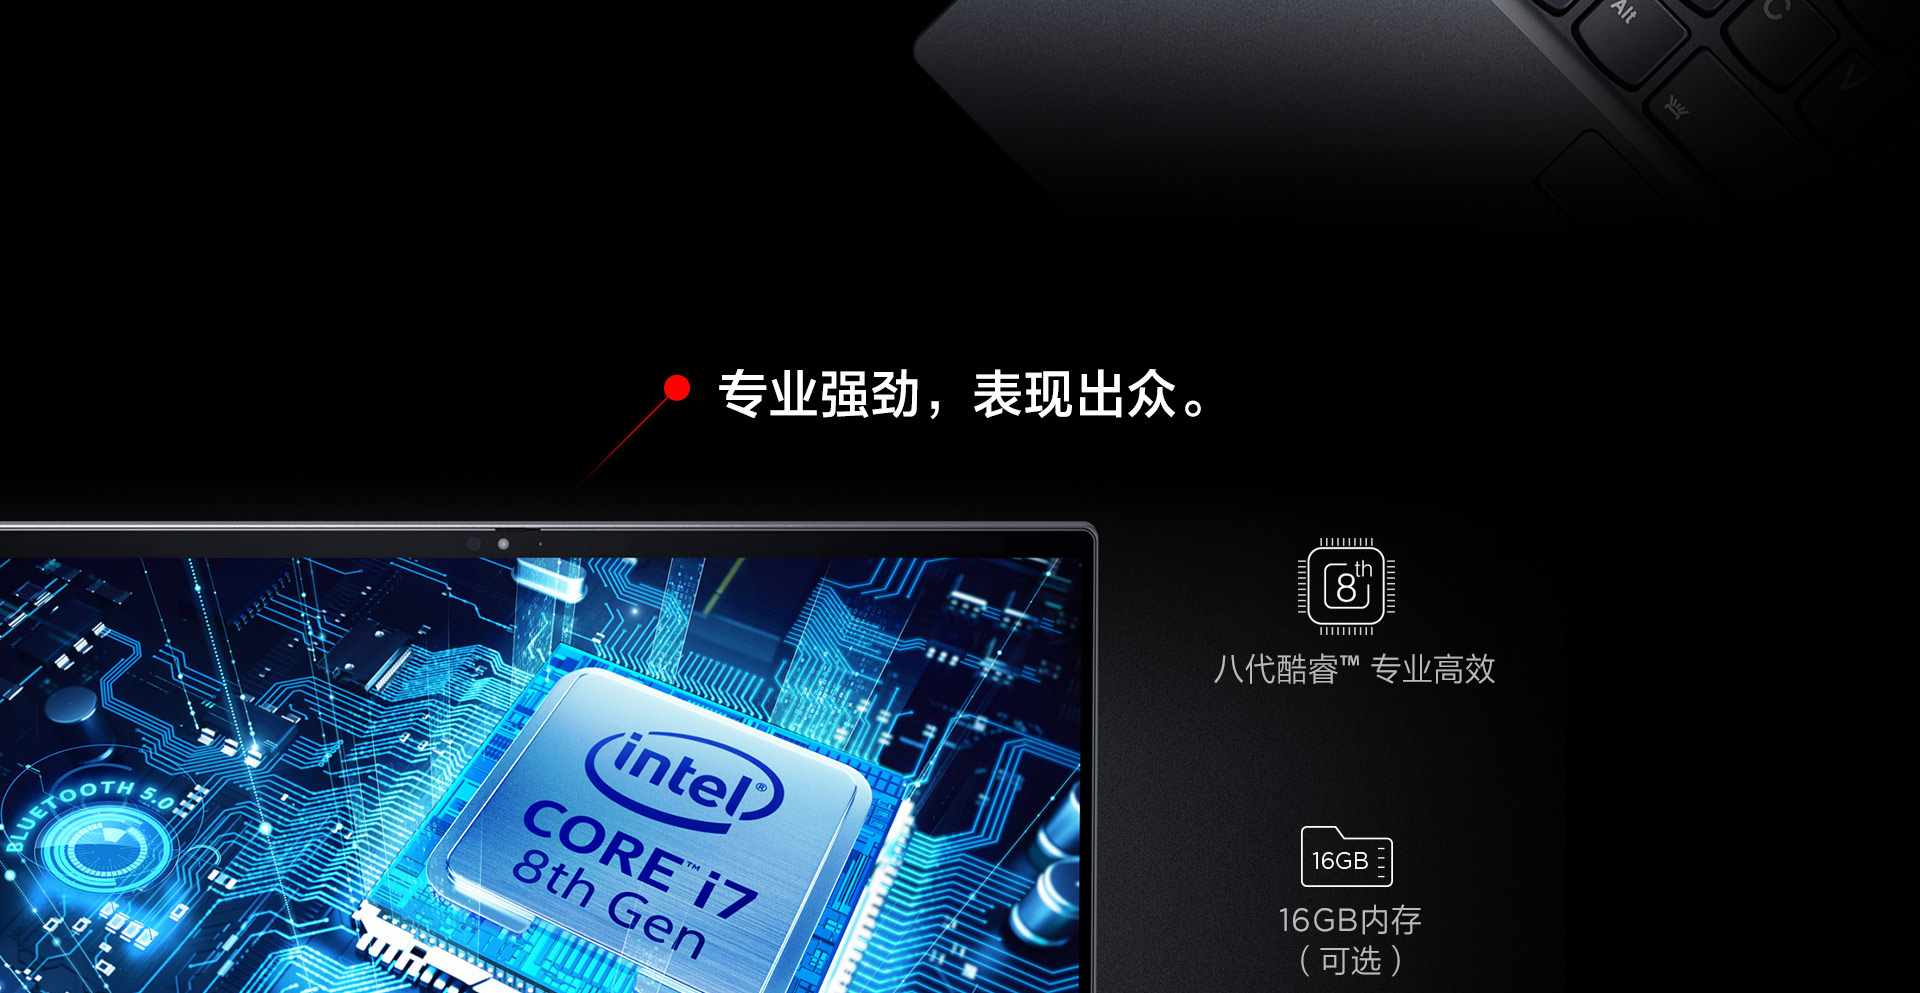 Alt
C
V
专业强劲，表现出众。
8th
八代酷睿™ 专业高效
BLUETOOTH 5.0
intel®
CORE™ i7
8th Gen
16GB
16GB内存
（可选）